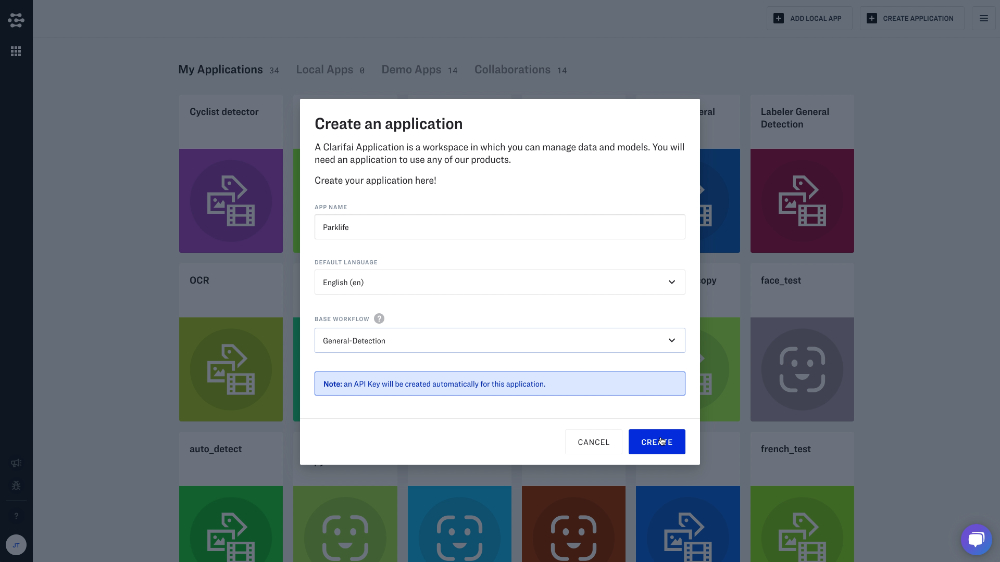 ADD LOCAL APP
CREATE APPLICATION
My Applications 34
Local Apps 0
Demo Apps 14
Collaborations 14
Cyclist detector
Labeler General
Detection
Create an application
A Clarifai Application is a workspace in which you can manage data and models. You will
need an application to use any of our products.
Create your application here!
APP NAME
Parklife
DEFAULT LANGUAGE
English (en)
BASE WORKFLOW ?
General-Detection
Note: an API Key will be created automatically for this application.
CANCEL
CREATE
OCR
face_test
auto_detect
french_test
?
JT